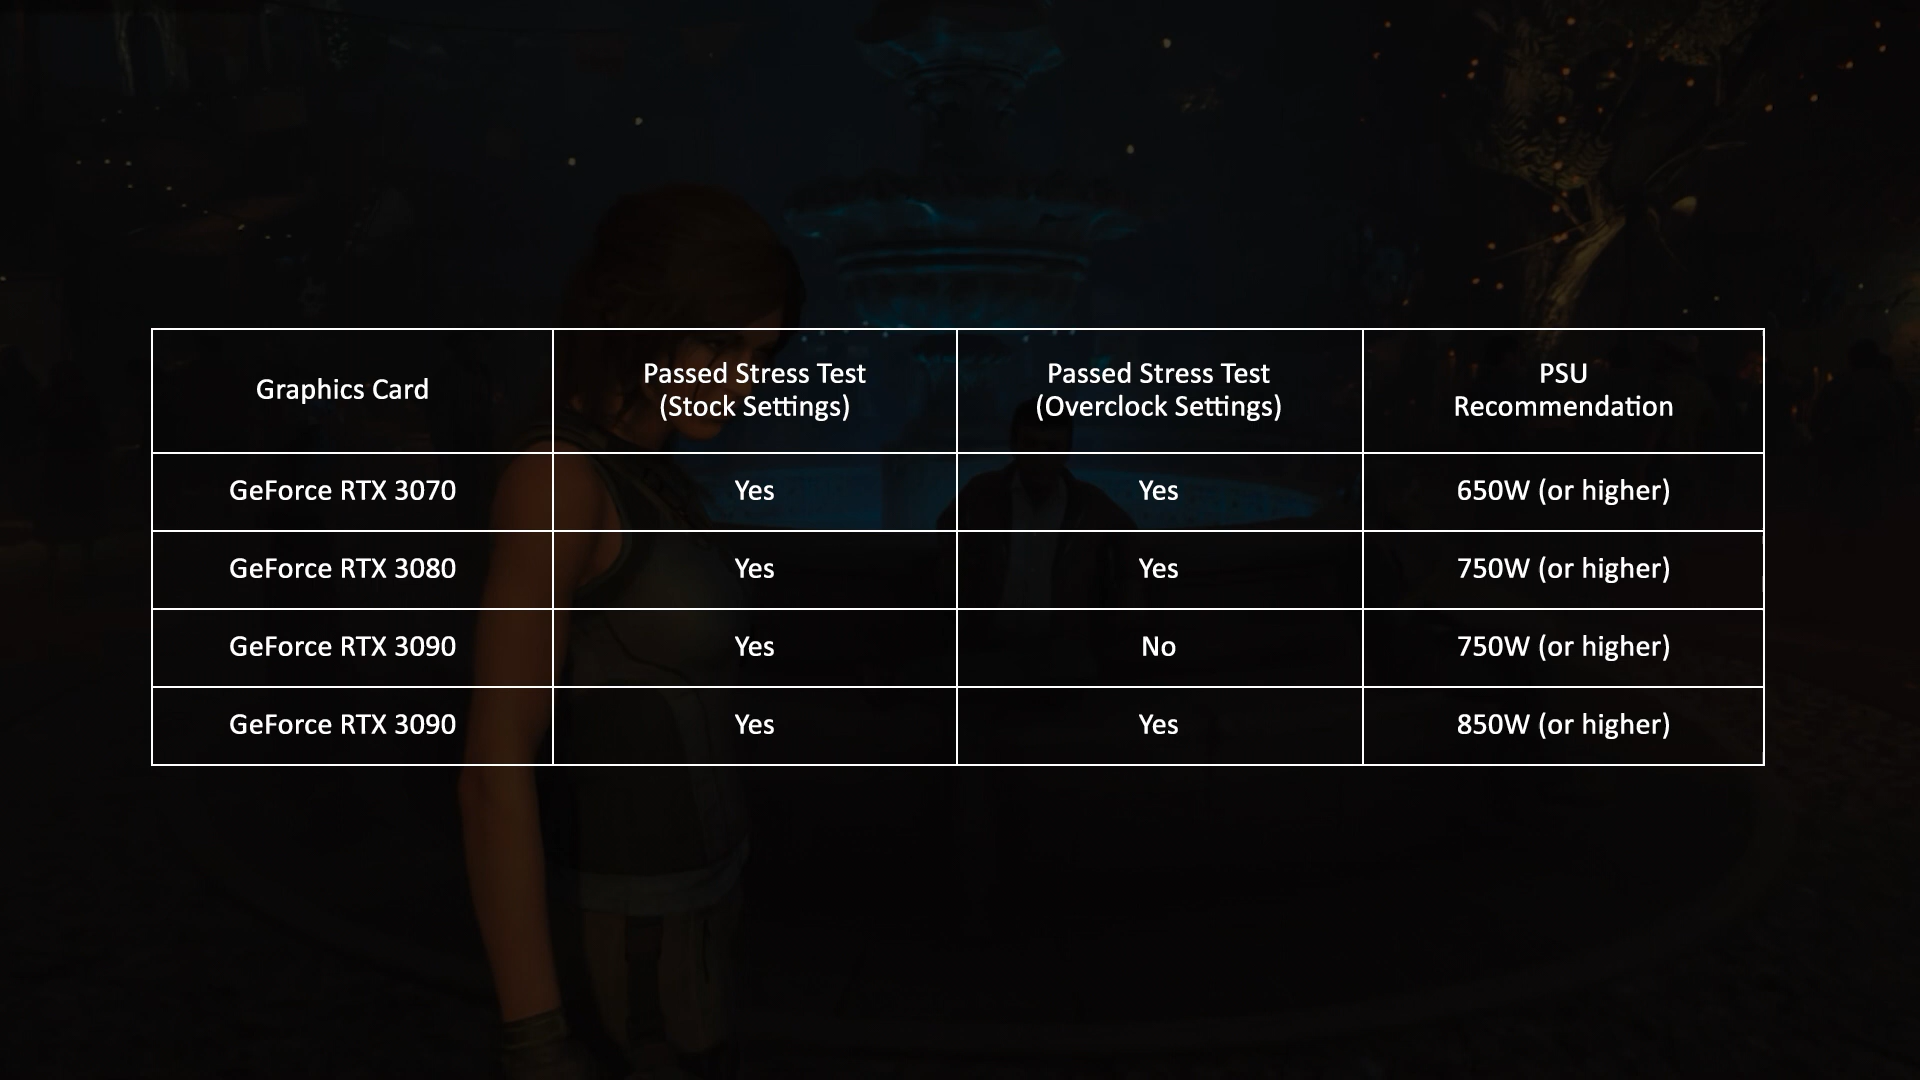 Graphics Card
Passed Stress Test
(Stock Settings)
Passed Stress Test
(Overclock Settings)
PSU
Recommendation
GeForce RTX 3070
Yes
Yes
650W (or higher)
GeForce RTX 3080
Yes
Yes
750W (or higher)
GeForce RTX 3090
Yes
No
750W (or higher)
GeForce RTX 3090
Yes
Yes
850W (or higher)